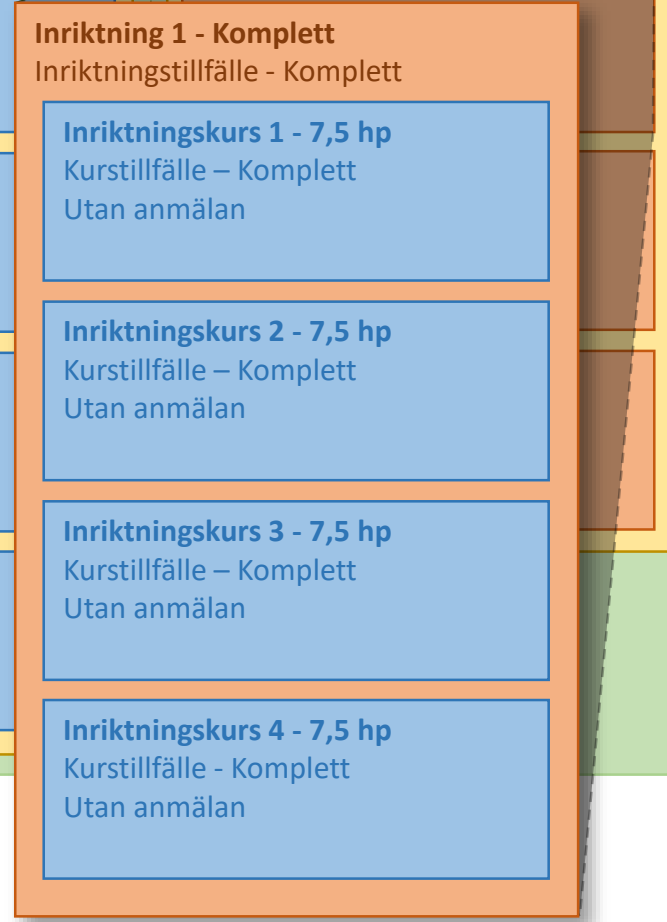 Inriktning 1 - Komplett
Inriktningstillfälle - Komplett
Inriktningskurs 1 - 7,5 hp
Kurstillfälle – Komplett
Utan anmälan
Inriktningskurs 2 - 7,5 hp
Kurstillfälle – Komplett
Utan anmälan
Inriktningskurs 3 - 7,5 hp
Kurstillfälle – Komplett
Utan anmälan
Inriktningskurs 4 - 7,5 hp
Kurstillfälle - Komplett
Utan anmälan